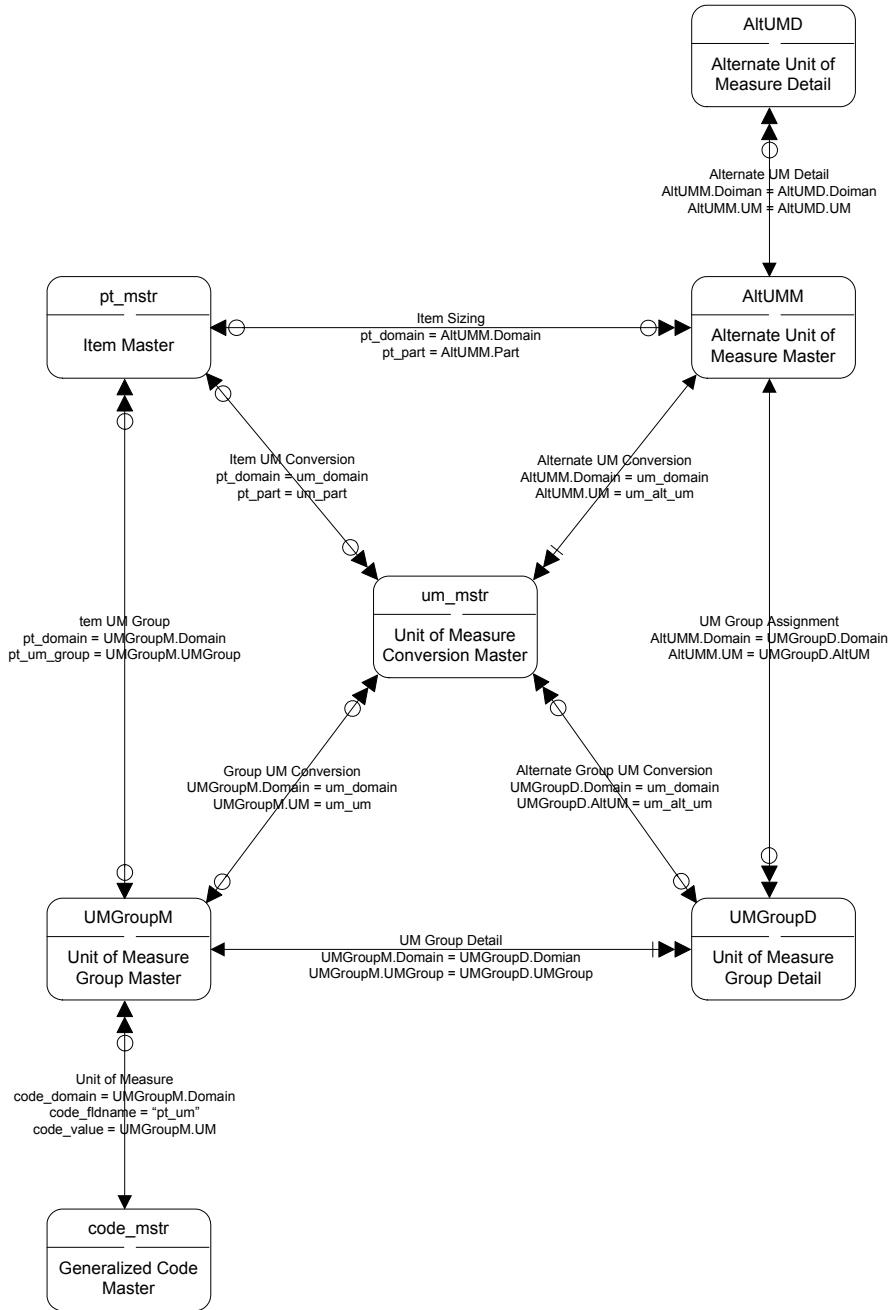 AltUMD
Alternate Unit of
Measure Detail
Alternate UM Detail
AltUMM.Doiman = AltUMD.Doiman
AltUMM.UM = AltUMD.UM
pt_mstr
Item Master
Item Sizing
pt_domain = AltUMM.Domain
pt_part = AltUMM.Part
AltUMM
Alternate Unit of
Measure Master
Item UM Conversion
pt_domain = um_domain
pt_part = um_part
Alternate UM Conversion
AltUMM.Domain = um_domain
AltUMM.UM = um_alt_um
um_mstr
Unit of Measure
Conversion Master
tem UM Group
pt_domain = UMGroupM.Domain
pt_um_group = UMGroupM.UMGroup
UM Group Assignment
AltUMM.Domain = UMGroupD.Domain
AltUMM.UM = UMGroupD.AltUM
Group UM Conversion
UMGroupM.Domain = um_domain
UMGroupM.UM = um_um
Alternate Group UM Conversion
UMGroupD.Domain = um_domain
UMGroupD.AltUM = um_alt_um
UMGroupM
Unit of Measure
Group Master
UM Group Detail
UMGroupM.Domain = UMGroupD.Domian
UMGroupM.UMGroup = UMGroupD.UMGroup
UMGroupD
Unit of Measure
Group Detail
Unit of Measure
code_domain = UMGroupM.Domain
code_fldname = “pt_um”
code_value = UMGroupM.UM
code_mstr
Generalized Code
Master